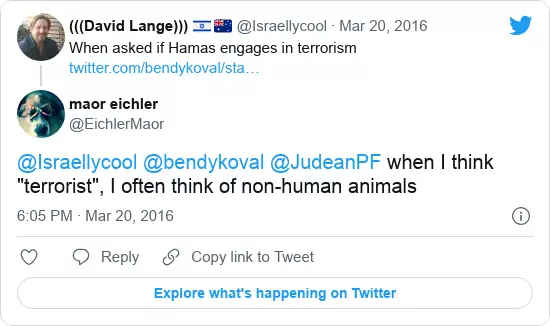 (((David Lange))) 🇮🇱 🇦🇺 @Israellycool · Mar 20, 2016
When asked if Hamas engages in terrorism
twitter.com/bendykoval/sta…
maor eichler
@EichlerMaor
@Israellycool @bendykoval @JudeanPF when I think
"terrorist", I often think of non-human animals
6:05 PM · Mar 20, 2016
Reply
Copy link to Tweet
Explore what's happening on Twitter